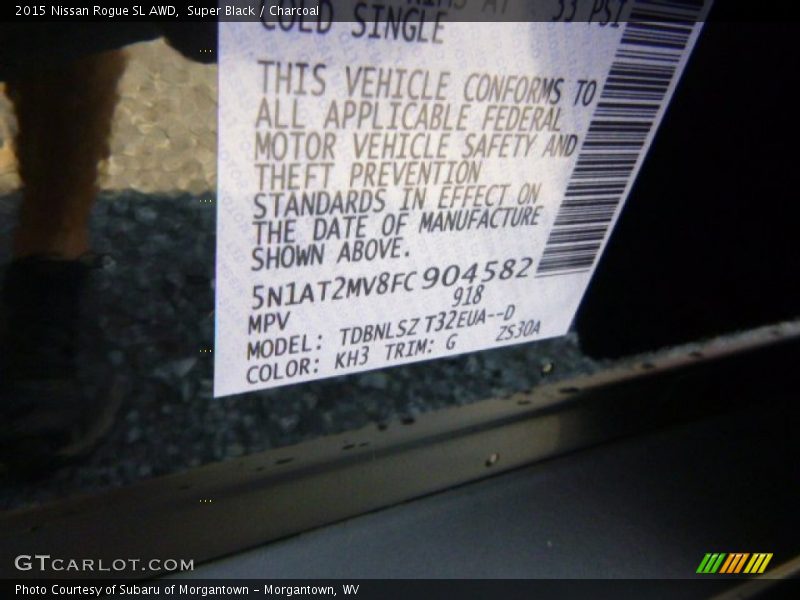 2015 Nissan Rogue SL AWD, Super Black / Charcoal
33 PSI
COLD SINGLE
THIS VEHICLE CONFORMS TO
ALL APPLICABLE FEDERAL
MOTOR VEHICLE SAFETY AND
THEFT PREVENTION
STANDARDS IN EFFECT ON
THE DATE OF MANUFACTURE
SHOWN ABOVE.
5N1AT2MV8FC904582
MPV 918
MODEL: TDBNLSZ T32EUA--D
COLOR: KH3 TRIM: G ZS30A
GTCARLOT.COM
Photo Courtesy of Subaru of Morgantown - Morgantown, WV